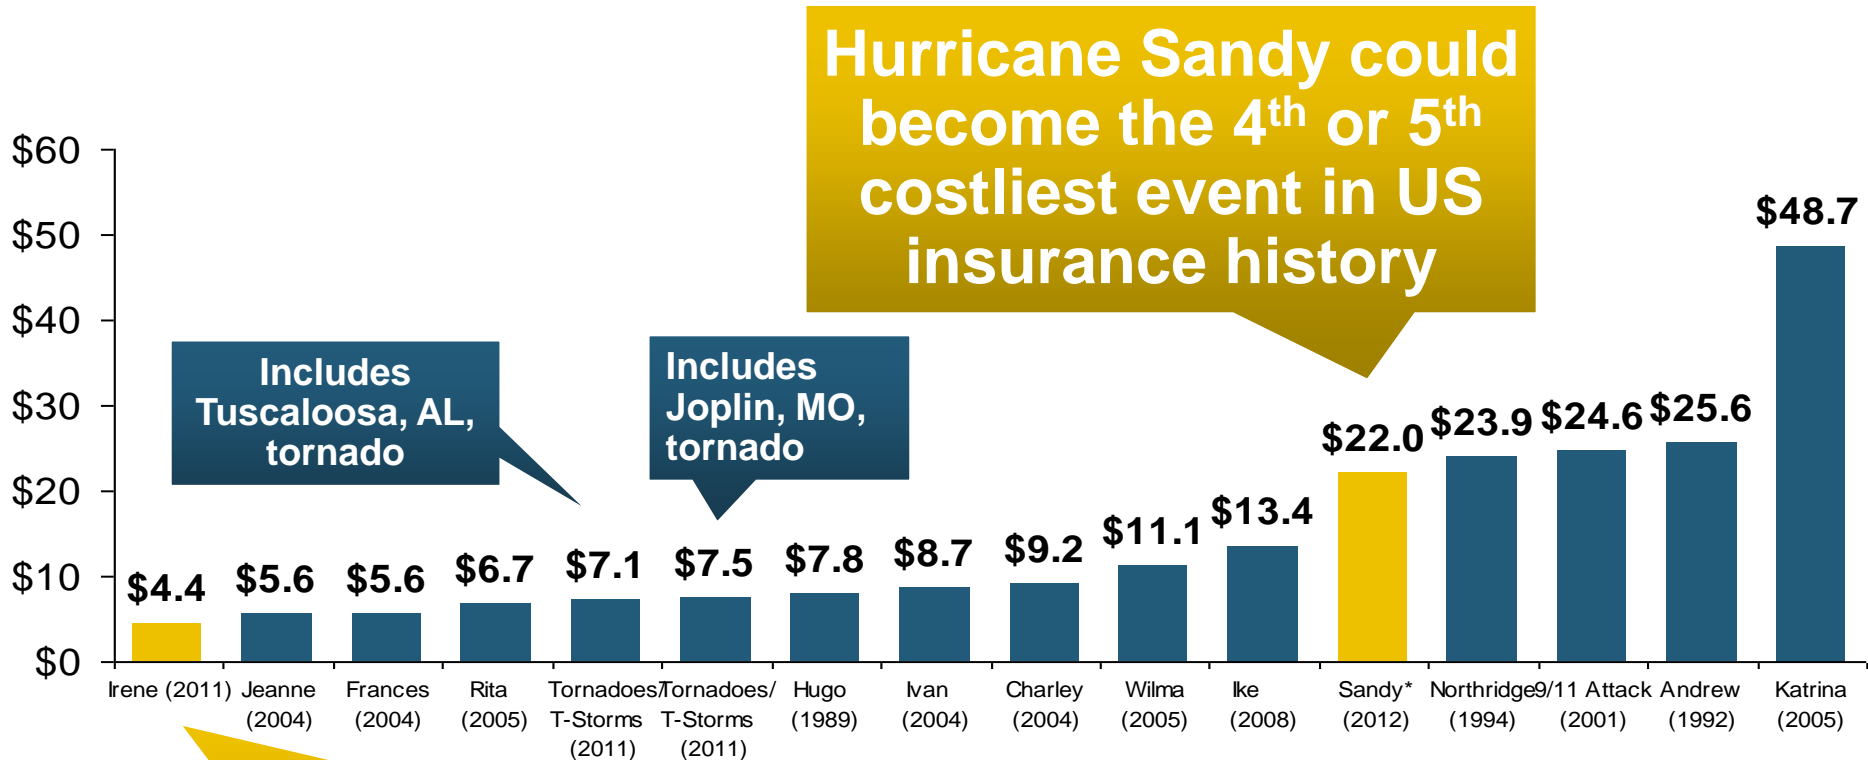 Hurricane Sandy could
become the 4th or 5th
costliest event in US
insurance history
$60
$50
$40
$30
$20
$10
$0
Includes
Tuscaloosa, AL,
tornado
Includes
Joplin, MO,
tornado
$4.4
$5.6
$5.6
$6.7
$7.1
$7.5
$7.8
$8.7
$9.2
$11.1
$13.4
$22.0
$23.9
$24.6
$25.6
$48.7
Irene (2011)
Jeanne
(2004)
Frances
(2004)
Rita
(2005)
Tornadoes/
T-Storms
(2011)
Tornadoes/
T-Storms
(2011)
Hugo
(1989)
Ivan
(2004)
Charley
(2004)
Wilma
(2005)
Ike
(2008)
Sandy*
(2012)
Northridge
(1994)
9/11 Attack
(2001)
Andrew
(1992)
Katrina
(2005)